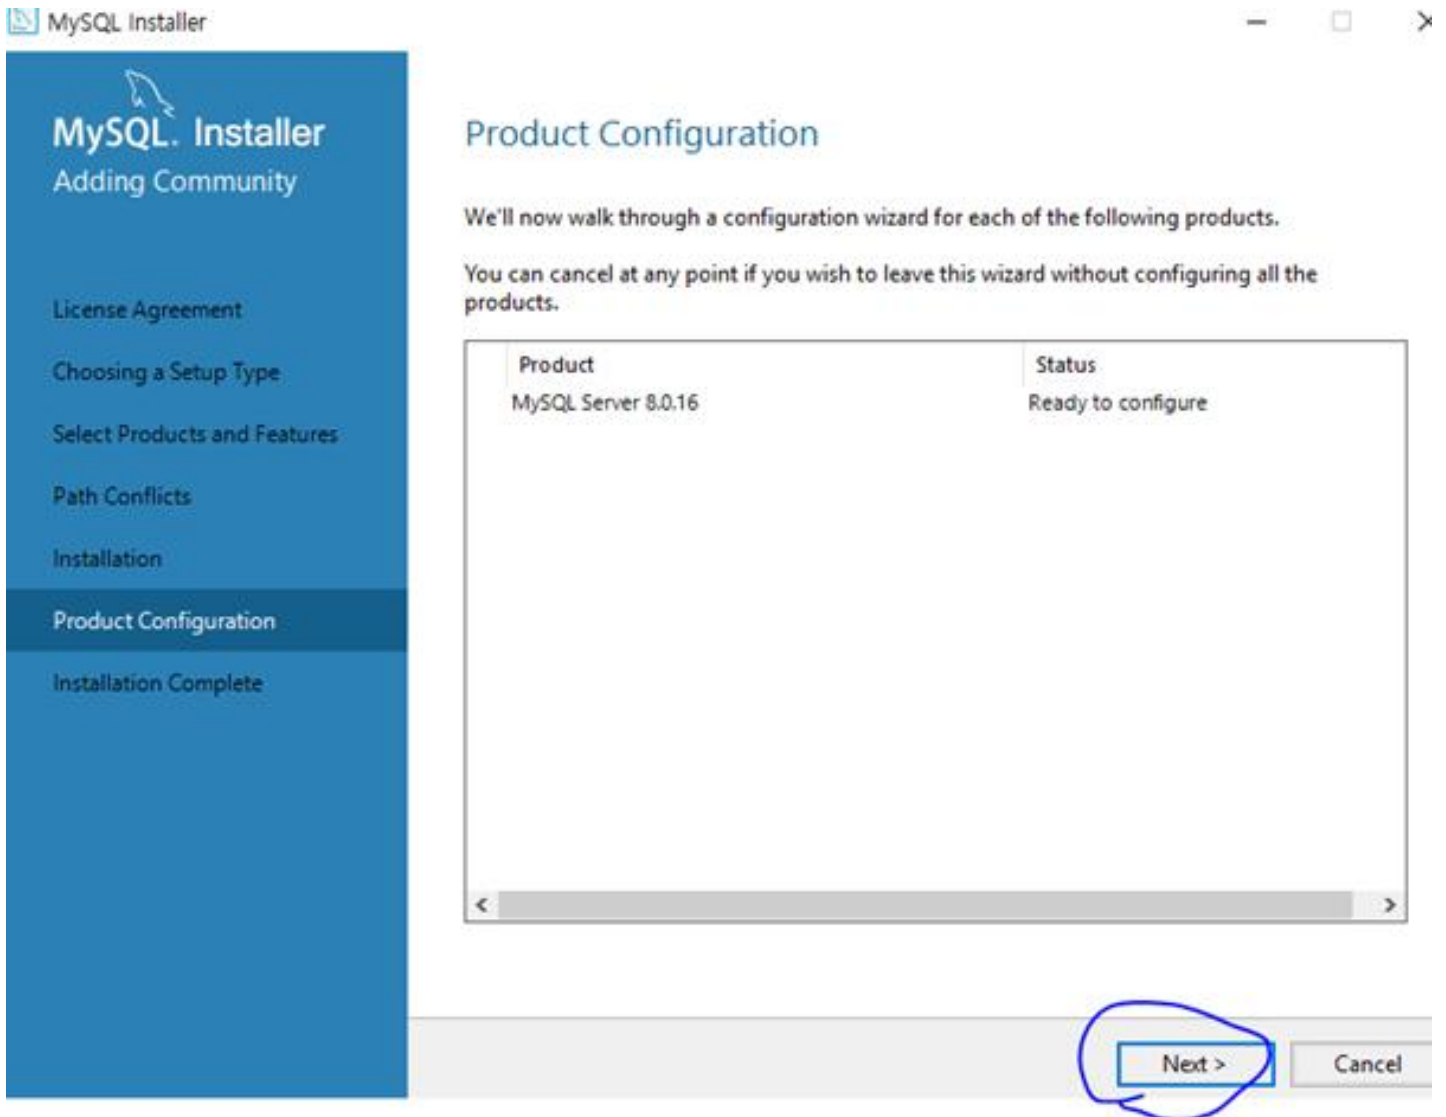 MySQL Installer
MySQL. Installer
Adding Community
License Agreement
Choosing a Setup Type
Select Products and Features
Path Conflicts
Installation
Product Configuration
Installation Complete
Product Configuration
We'll now walk through a configuration wizard for each of the following products.
You can cancel at any point if you wish to leave this wizard without configuring all the
products.
Product Status
MySQL Server 8.0.16 Ready to configure
Next > Cancel